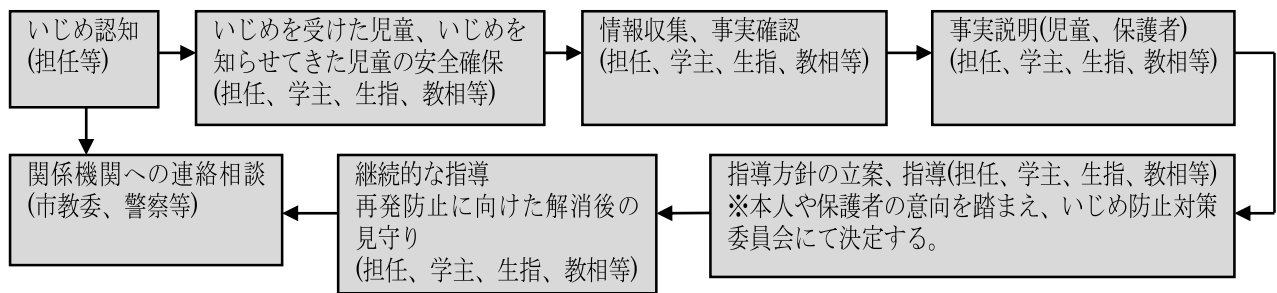 いじめ認知
(担任等)
いじめを受けた児童、いじめを
知らせてきた児童の安全確保
(担任、学主、生指、教相等)
情報収集、事実確認
(担任、学主、生指、教相等)
事実説明(児童、保護者)
(担任、学主、生指、教相等)
指導方針の立案、指導(担任、学主、生指、教相等)
※本人や保護者の意向を踏まえ、いじめ防止対策
委員会にて決定する。
継続的な指導
再発防止に向けた解消後の
見守り
(担任、学主、生指、教相等)
関係機関への連絡相談
(市教委、警察等)